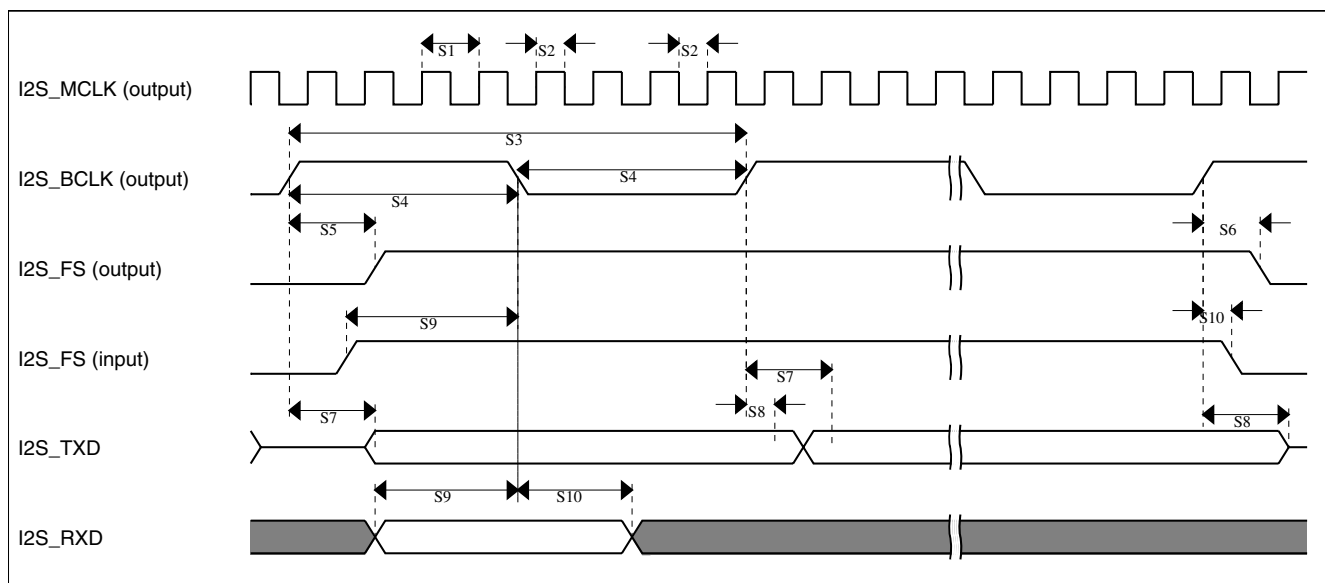 S1
S2
S2
I2S_MCLK (output)
S3
I2S_BCLK (output)
S4
S4
S5
S6
I2S_FS (output)
S9
S10
I2S_FS (input)
S7
S7
S8
S8
I2S_TXD
S9
S10
I2S_RXD